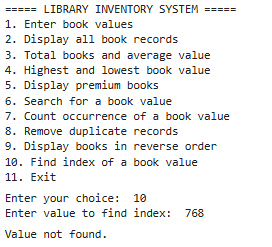 ===== LIBRARY INVENTORY SYSTEM =====
1. Enter book values
2. Display all book records
3. Total books and average value
4. Highest and lowest book value
5. Display premium books
6. Search for a book value
7. Count occurrence of a book value
8. Remove duplicate records
9. Display books in reverse order
10. Find index of a book value
11. Exit
Enter your choice:  10
Enter value to find index:  768
Value not found.